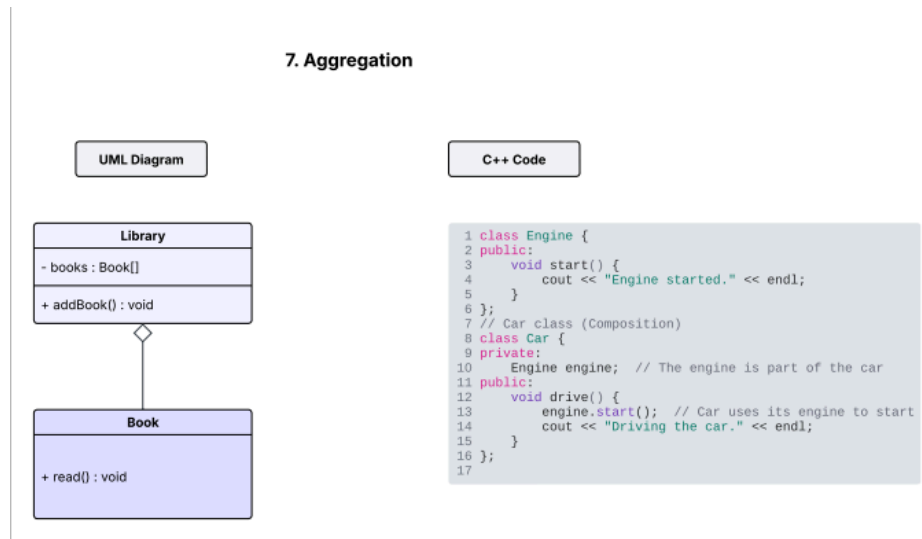 7. Aggregation
UML Diagram
Library
- books : Book[]
+ addBook() : void
Book
+ read() : void
C++ Code
1 class Engine {
2 public:
3     void start() {
4         cout << "Engine started." << endl;
5     }
6 };
7 // Car class (Composition)
8 class Car {
9 private:
10     Engine engine;  // The engine is part of the car
11 public:
12     void drive() {
13         engine.start();  // Car uses its engine to start
14         cout << "Driving the car." << endl;
15     }
16 };
17